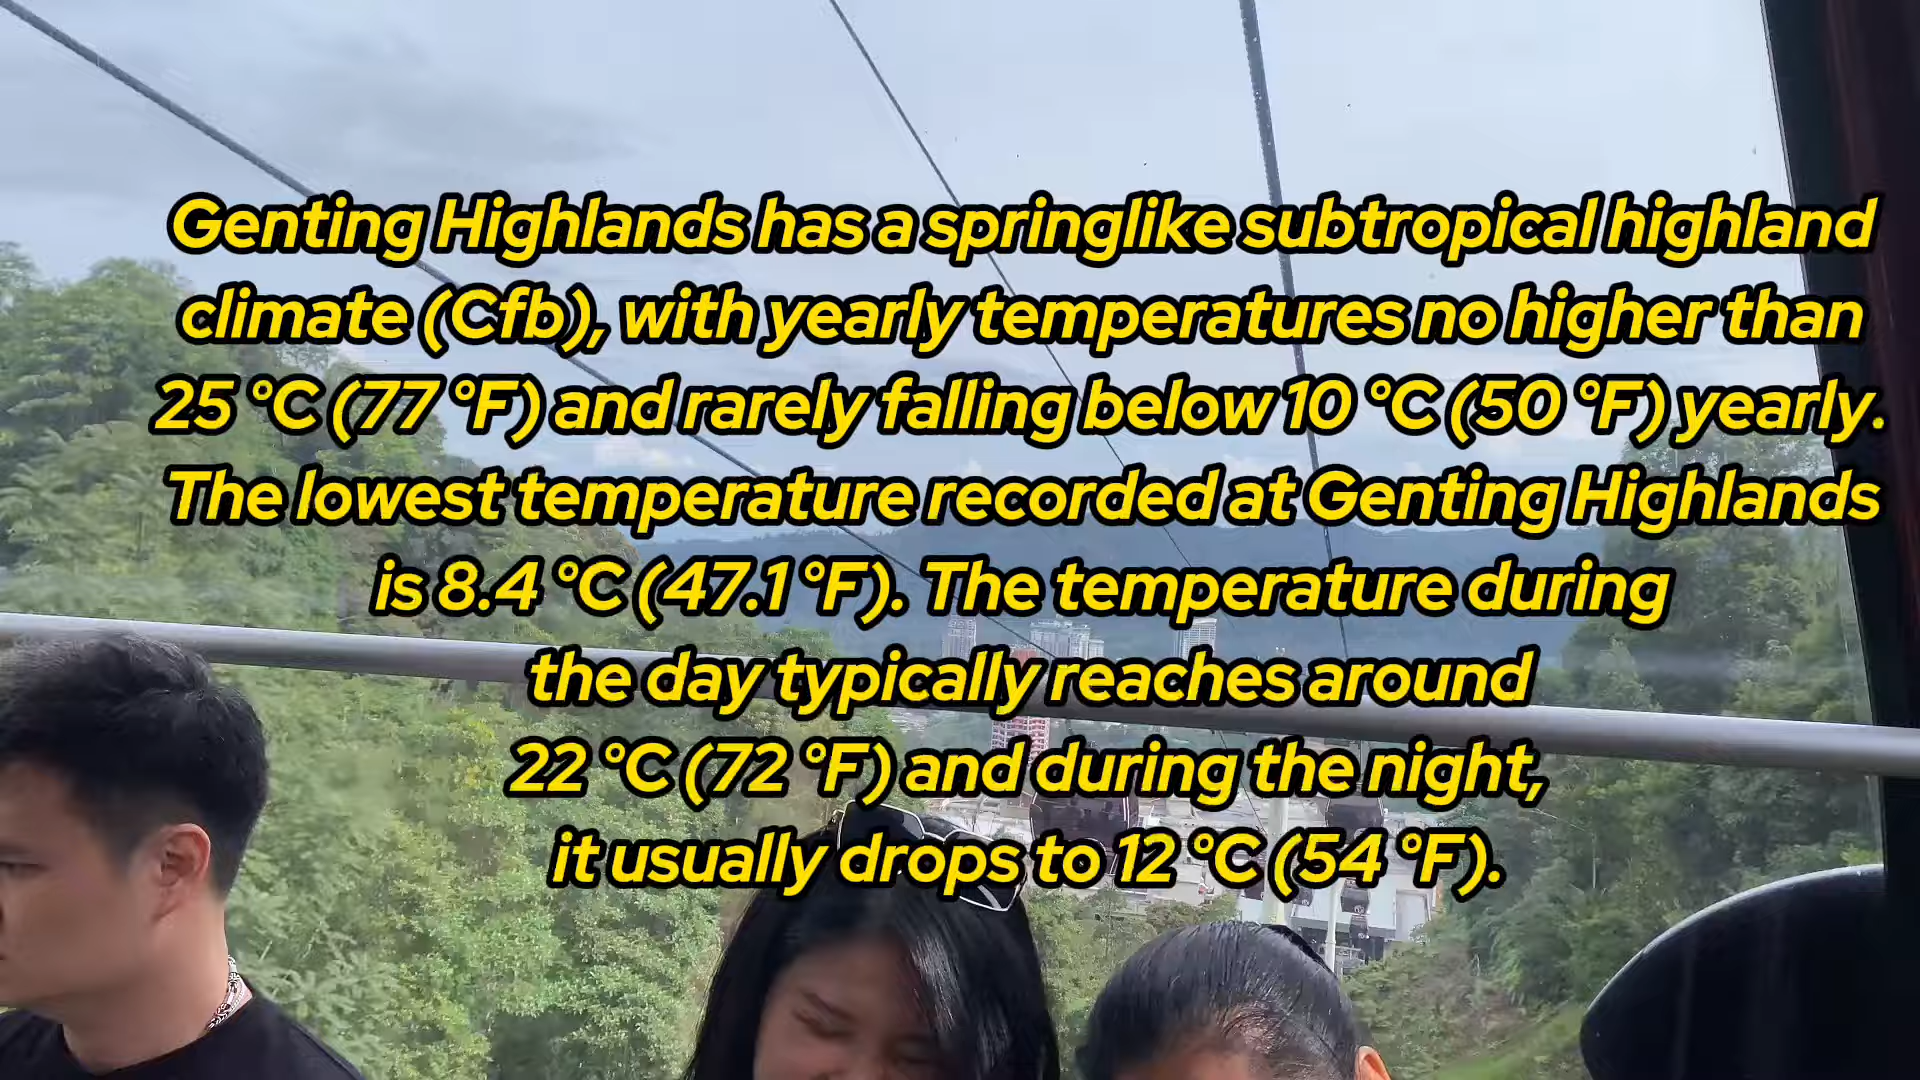 Genting Highlands has a springlike subtropical highland
climate (Cfb), with yearly temperatures no higher than
25 °C (77 °F) and rarely falling below 10 °C (50 °F) yearly.
The lowest temperature recorded at Genting Highlands
is 8.4 °C (47.1 °F). The temperature during
the day typically reaches around
22 °C (72 °F) and during the night,
it usually drops to 12 °C (54 °F).